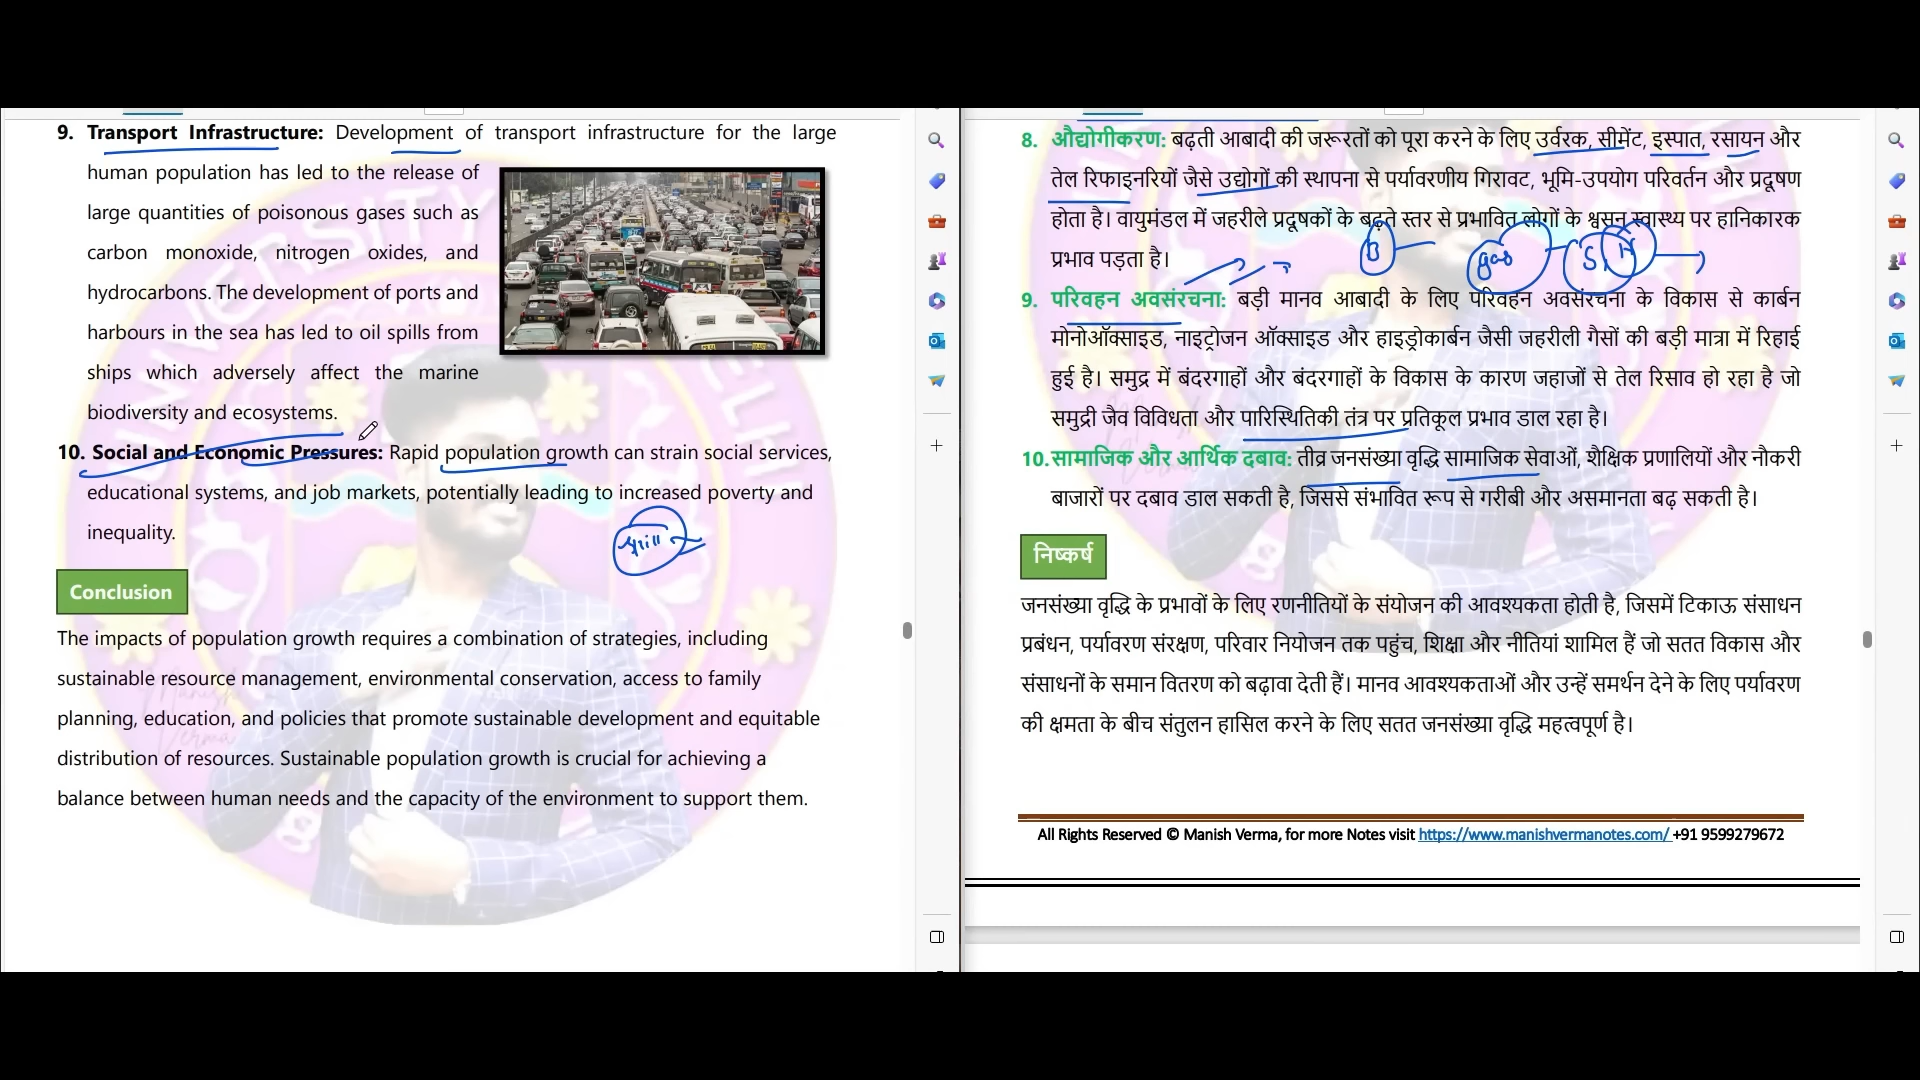 9. Transport Infrastructure: Development of transport infrastructure for the large
human population has led to the release of
large quantities of poisonous gases such as
carbon monoxide, nitrogen oxides, and
hydrocarbons. The development of ports and
harbours in the sea has led to oil spills from
ships which adversely affect the marine
biodiversity and ecosystems.
10. Social and Economic Pressures: Rapid population growth can strain social services,
educational systems, and job markets, potentially leading to increased poverty and
inequality.
Conclusion
The impacts of population growth requires a combination of strategies, including
sustainable resource management, environmental conservation, access to family
planning, education, and policies that promote sustainable development and equitable
distribution of resources. Sustainable population growth is crucial for achieving a
balance between human needs and the capacity of the environment to support them.
8. औद्योगीकरण: बढ़ती आबादी की जरूरतों को पूरा करने के लिए उर्वरक, सीमेंट, इस्पात, रसायन और
तेल रिफाइनरियों जैसे उद्योगों की स्थापना से पर्यावरणीय गिरावट, भूमि-उपयोग परिवर्तन और प्रदूषण
होता है। वायुमंडल में जहरीले प्रदूषकों के बढ़ते स्तर से प्रभावित लोगों के श्वसन स्वास्थ्य पर हानिकारक
प्रभाव पड़ता है।
B gas S, H
9. परिवहन अवसंरचना: बड़ी मानव आबादी के लिए परिवहन अवसंरचना के विकास से कार्बन
मोनोऑक्साइड, नाइट्रोजन ऑक्साइड और हाइड्रोकार्बन जैसी जहरीली गैसों की बड़ी मात्रा में रिहाई
हुई है। समुद्र में बंदरगाहों और बंदरगाहों के विकास के कारण जहाजों से तेल रिसाव हो रहा है जो
समुद्री जैव विविधता और पारिस्थितिकी तंत्र पर प्रतिकूल प्रभाव डाल रहा है।
10. सामाजिक और आर्थिक दबाव: तीव्र जनसंख्या वृद्धि सामाजिक सेवाओं, शैक्षिक प्रणालियों और नौकरी
बाजारों पर दबाव डाल सकती है, जिससे संभावित रूप से गरीबी और असमानता बढ़ सकती है।
निष्कर्ष
जनसंख्या वृद्धि के प्रभावों के लिए रणनीतियों के संयोजन की आवश्यकता होती है, जिसमें टिकाऊ संसाधन
प्रबंधन, पर्यावरण संरक्षण, परिवार नियोजन तक पहुंच, शिक्षा और नीतियां शामिल हैं जो सतत विकास और
संसाधनों के समान वितरण को बढ़ावा देती हैं। मानव आवश्यकताओं और उन्हें समर्थन देने के लिए पर्यावरण
की क्षमता के बीच संतुलन हासिल करने के लिए सतत जनसंख्या वृद्धि महत्वपूर्ण है।
All Rights Reserved © Manish Verma, for more Notes visit https://www.manishvermanotes.com/ +91 9599279672